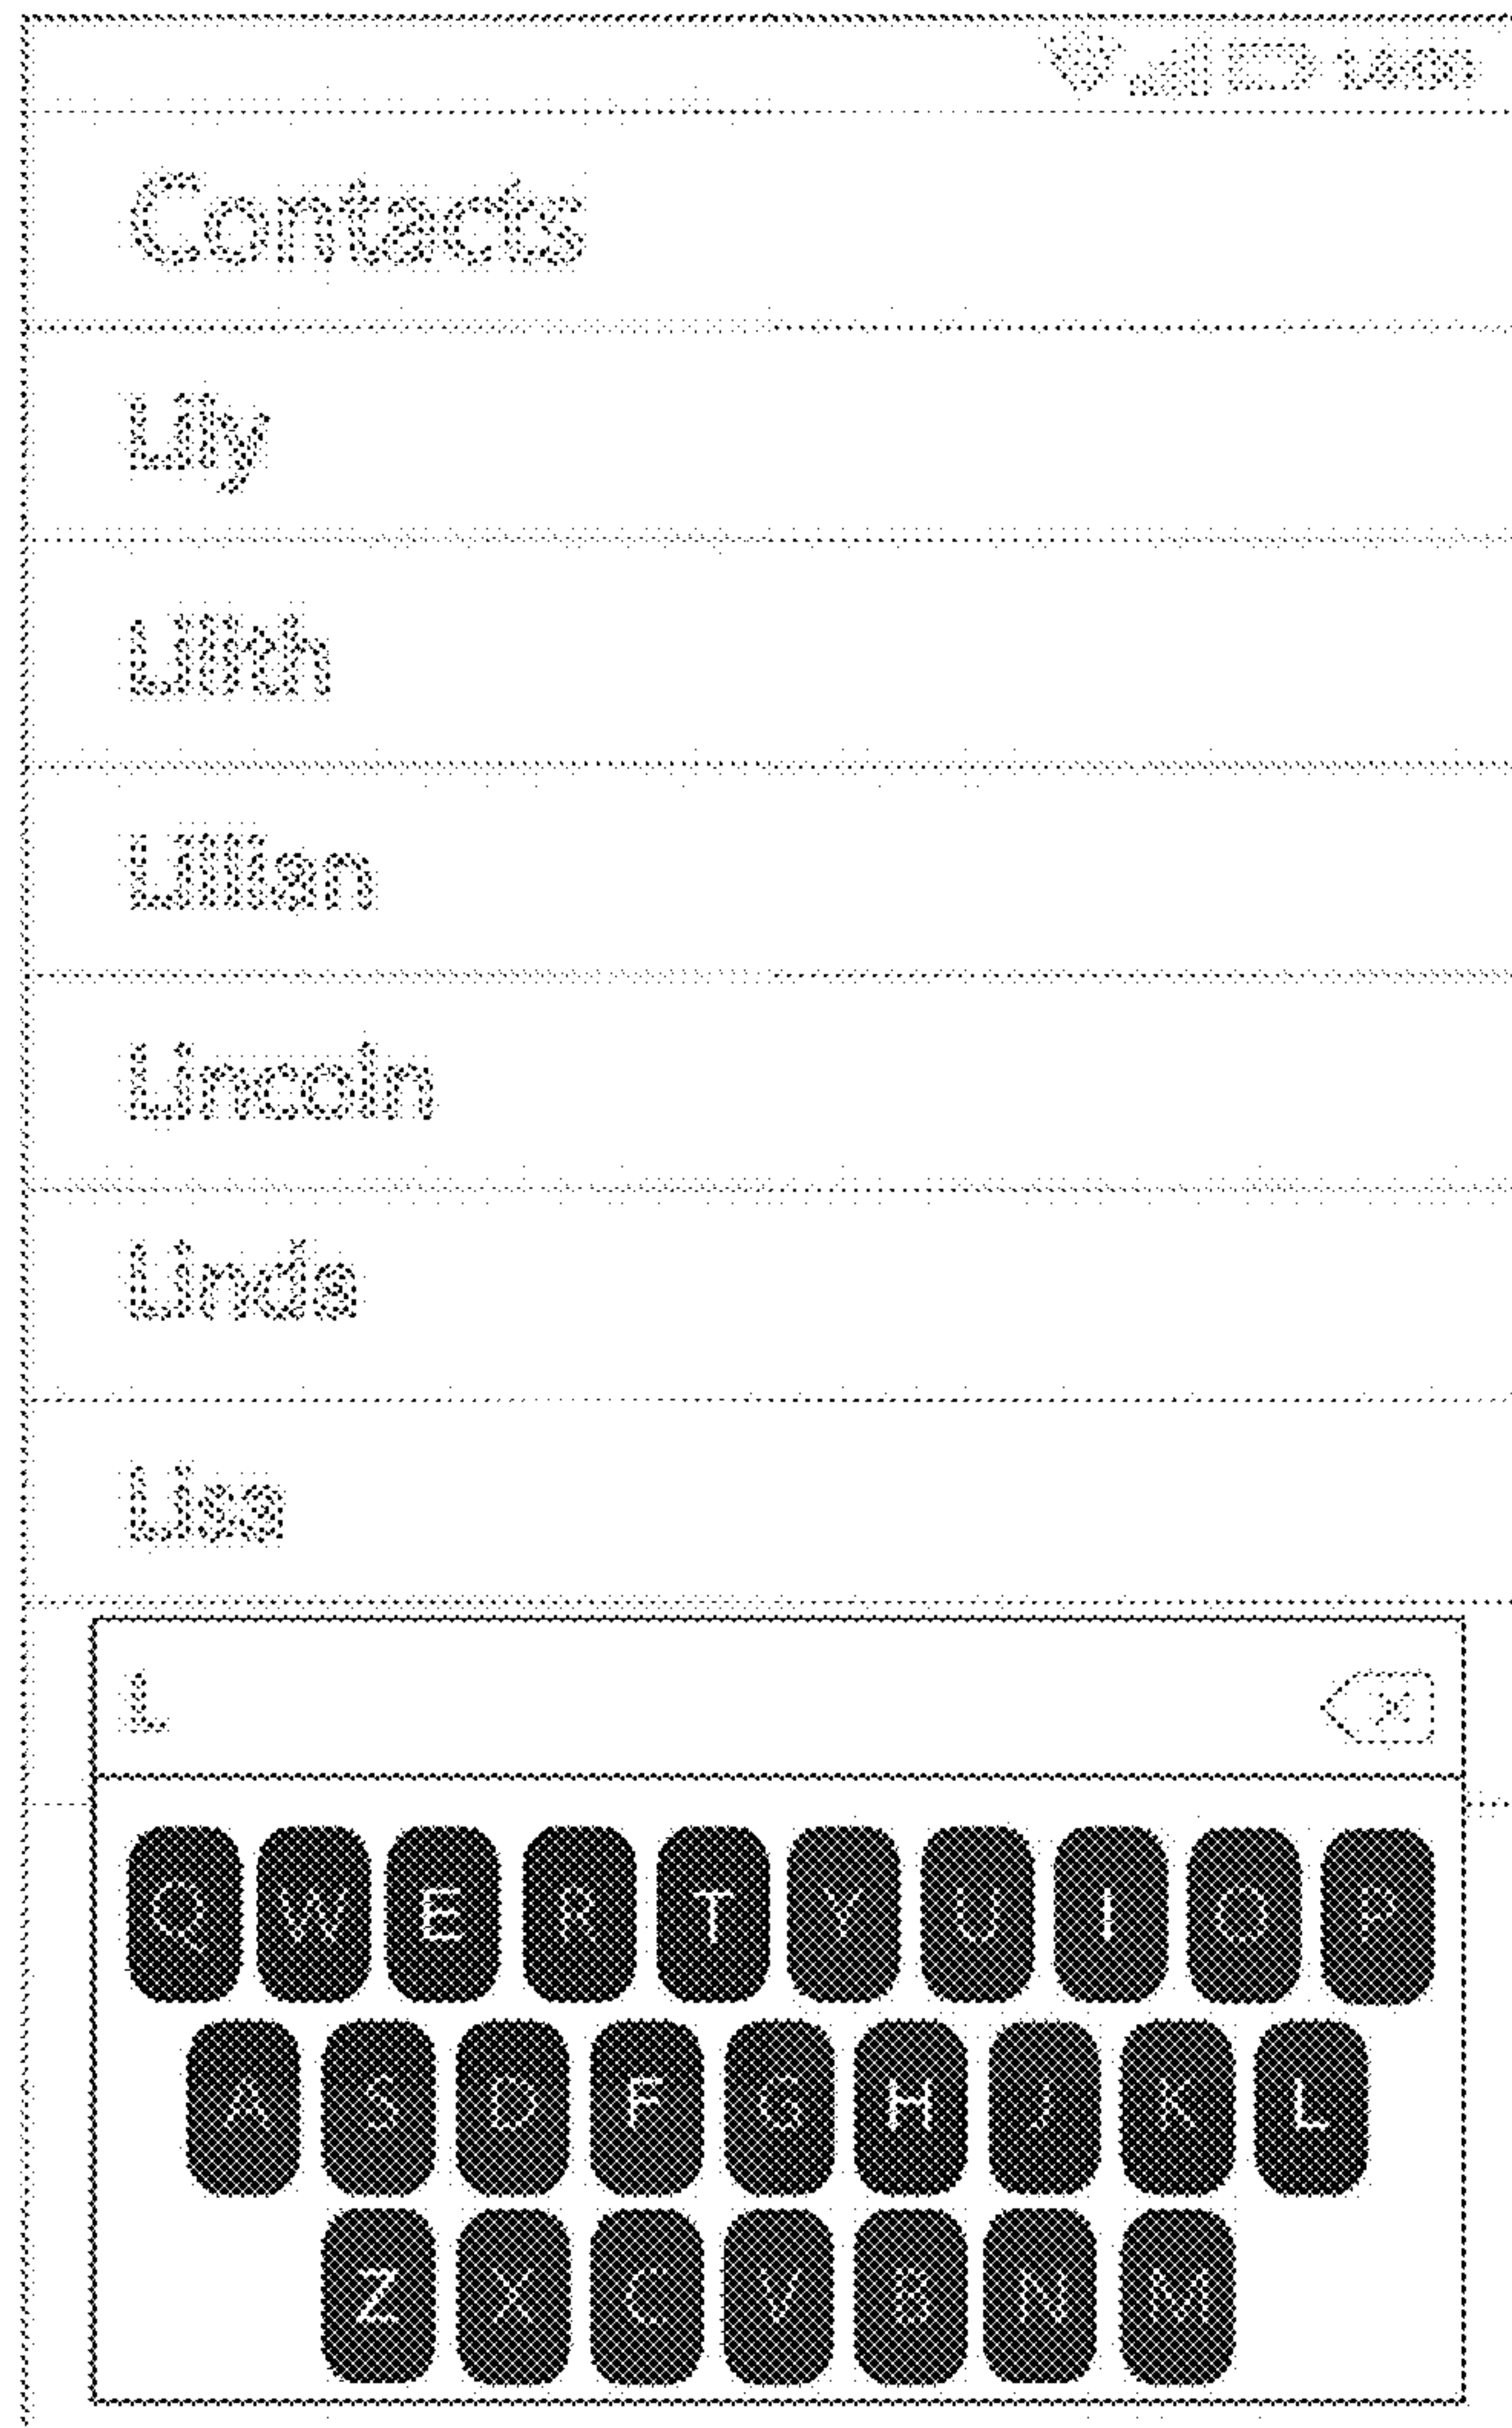 Contacts
Lily
Lilith
Lillian
Lincoln
Linda
Lisa
L
Q W E R T Y U I O P
A S D F G H J K L
Z X C V B N M